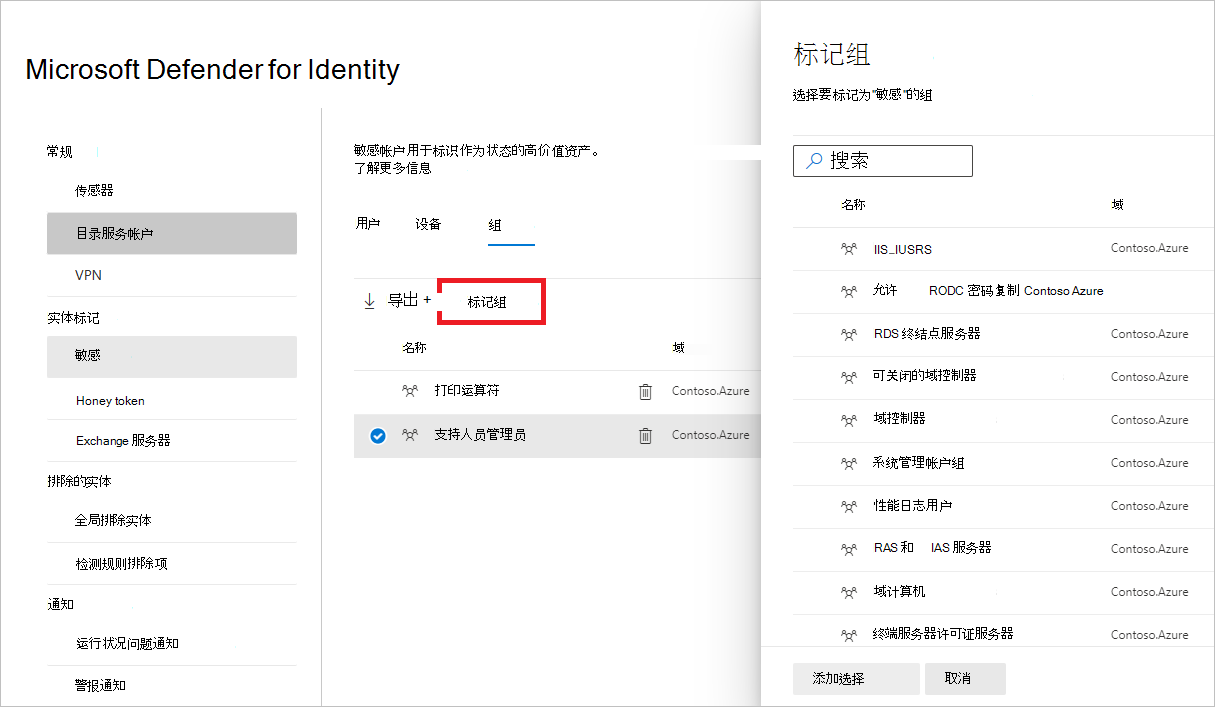 Microsoft Defender for Identity
常规
传感器
目录服务帐户
VPN
实体标记
敏感
Honey token
Exchange 服务器
排除的实体
全局排除实体
检测规则排除项
通知
运行状况问题通知
警报通知
敏感帐户用于标识作为状态的高价值资产。
了解更多信息
用户 设备 组
导出 + 标记组
名称 域
打印运算符 Contoso.Azure
支持人员管理员 Contoso.Azure
标记组
选择要标记为"敏感"的组
搜索
名称 域
IIS_IUSRS Contoso.Azure
允许 RODC 密码复制 Contoso Azure
RDS 终结点服务器 Contoso.Azure
可关闭的域控制器 Contoso.Azure
域控制器 Contoso.Azure
系统管理帐户组 Contoso.Azure
性能日志用户 Contoso.Azure
RAS 和 IAS 服务器 Contoso.Azure
域计算机 Contoso.Azure
终端服务器许可证服务器 Contoso.Azure
添加选择 取消